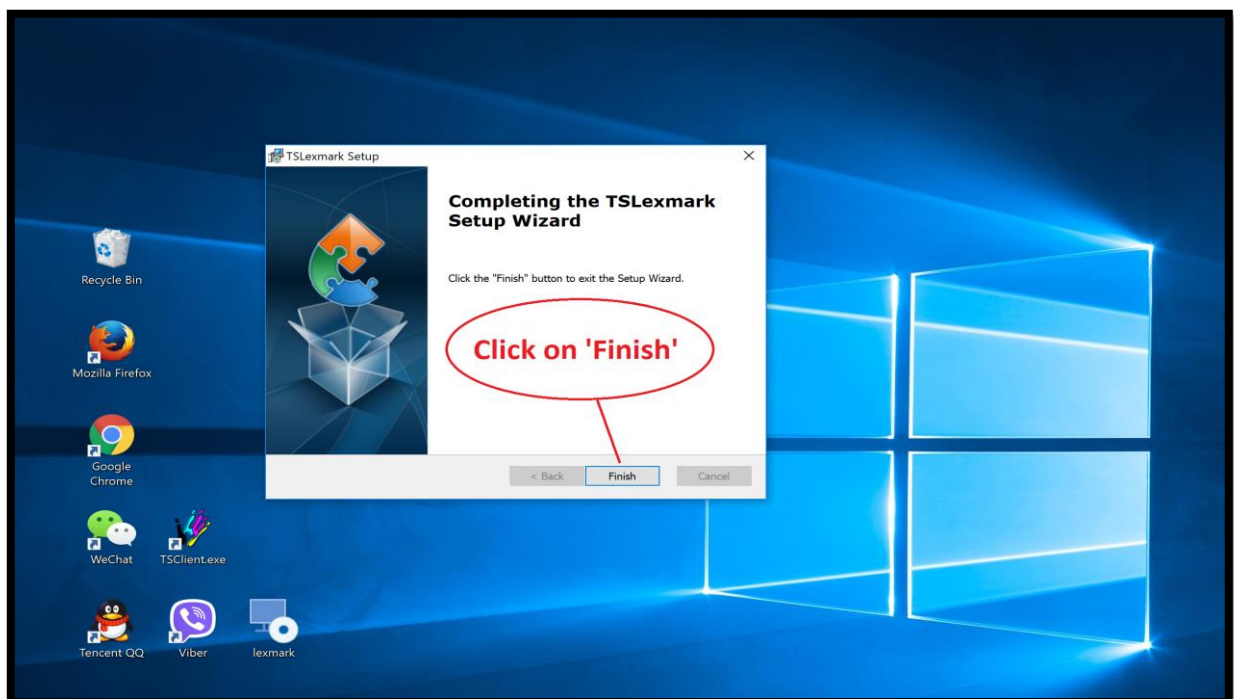 TSLexmark Setup
Completing the TSLexmark
Setup Wizard
Click the "Finish" button to exit the Setup Wizard.
Click on 'Finish'
< Back
Finish
Cancel
Recycle Bin
Mozilla Firefox
Google
Chrome
WeChat
TSClient.exe
Tencent QQ
Viber
lexmark